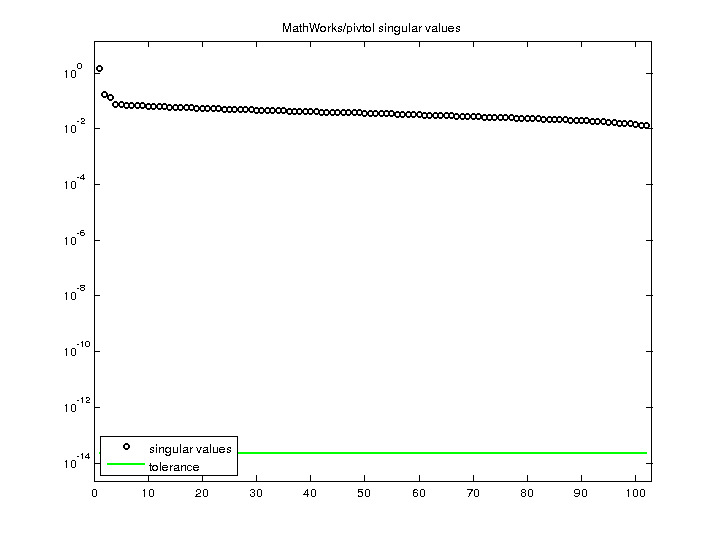 MathWorks/pivtol singular values
10^0
10^-2
10^-4
10^-6
10^-8
10^-10
10^-12
10^-14
singular values
tolerance
0 10 20 30 40 50 60 70 80 90 100